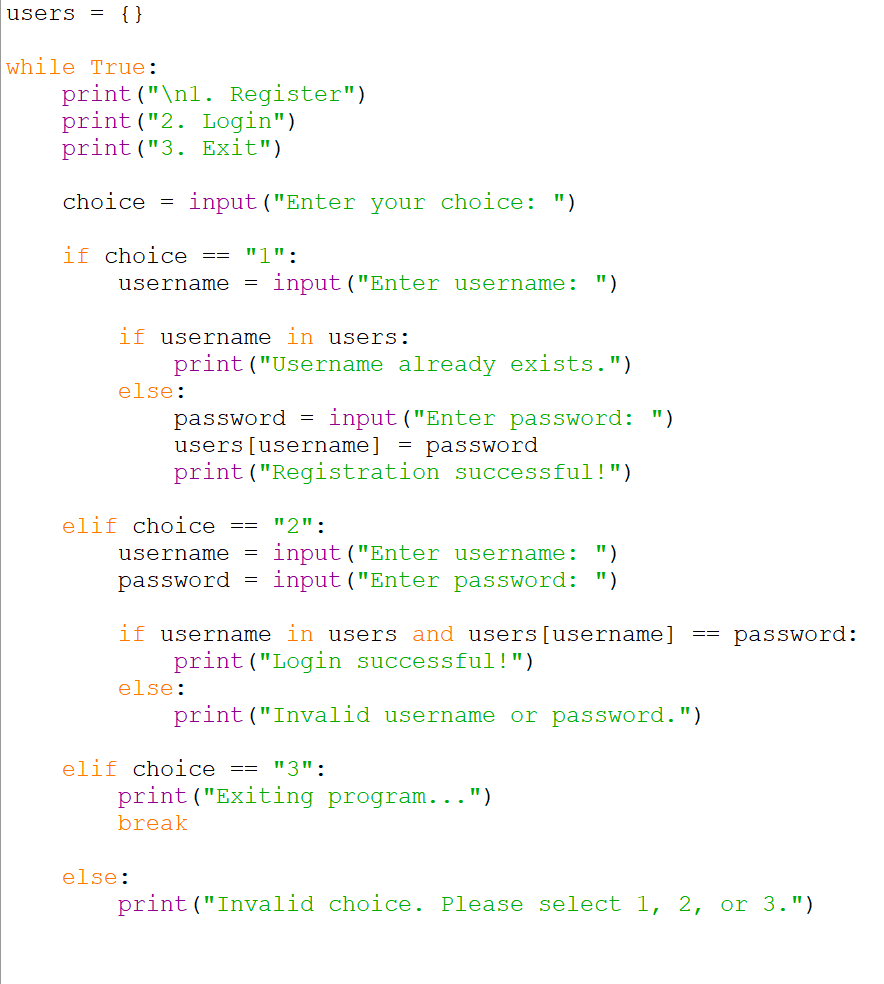 users = {}
while True:
    print("\n1. Register")
    print("2. Login")
    print("3. Exit")
    choice = input("Enter your choice: ")
    if choice == "1":
        username = input("Enter username: ")
        if username in users:
            print("Username already exists.")
        else:
            password = input("Enter password: ")
            users[username] = password
            print("Registration successful!")
    elif choice == "2":
        username = input("Enter username: ")
        password = input("Enter password: ")
        if username in users and users[username] == password:
            print("Login successful!")
        else:
            print("Invalid username or password.")
    elif choice == "3":
        print("Exiting program...")
        break
    else:
        print("Invalid choice. Please select 1, 2, or 3.")